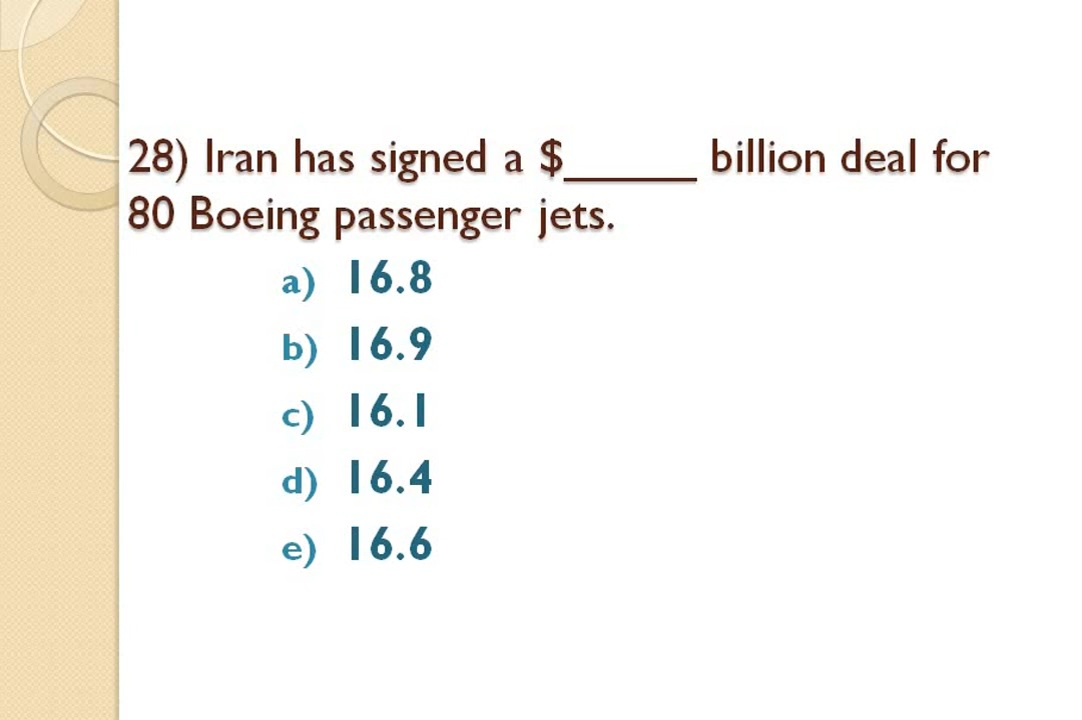 28) Iran has signed a $_____ billion deal for
80 Boeing passenger jets.
a) 16.8
b) 16.9
c) 16.1
d) 16.4
e) 16.6